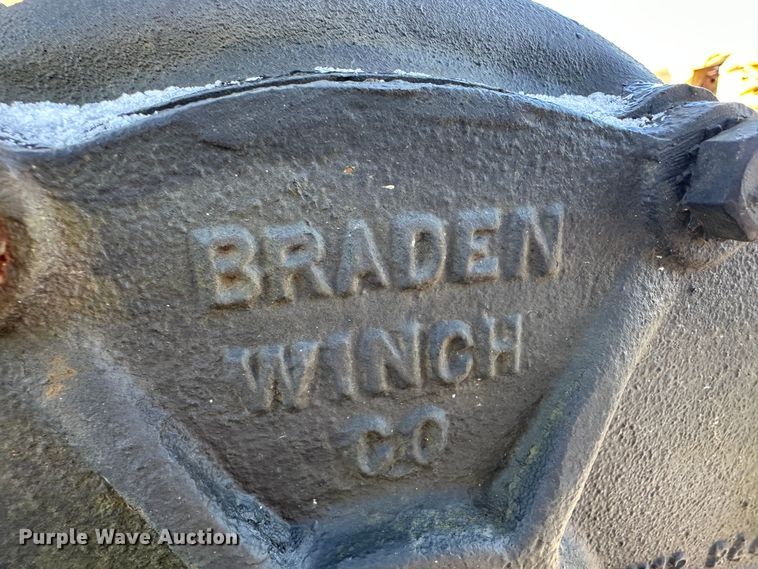 BRADEN
WINCH
CO
Purple Wave Auction